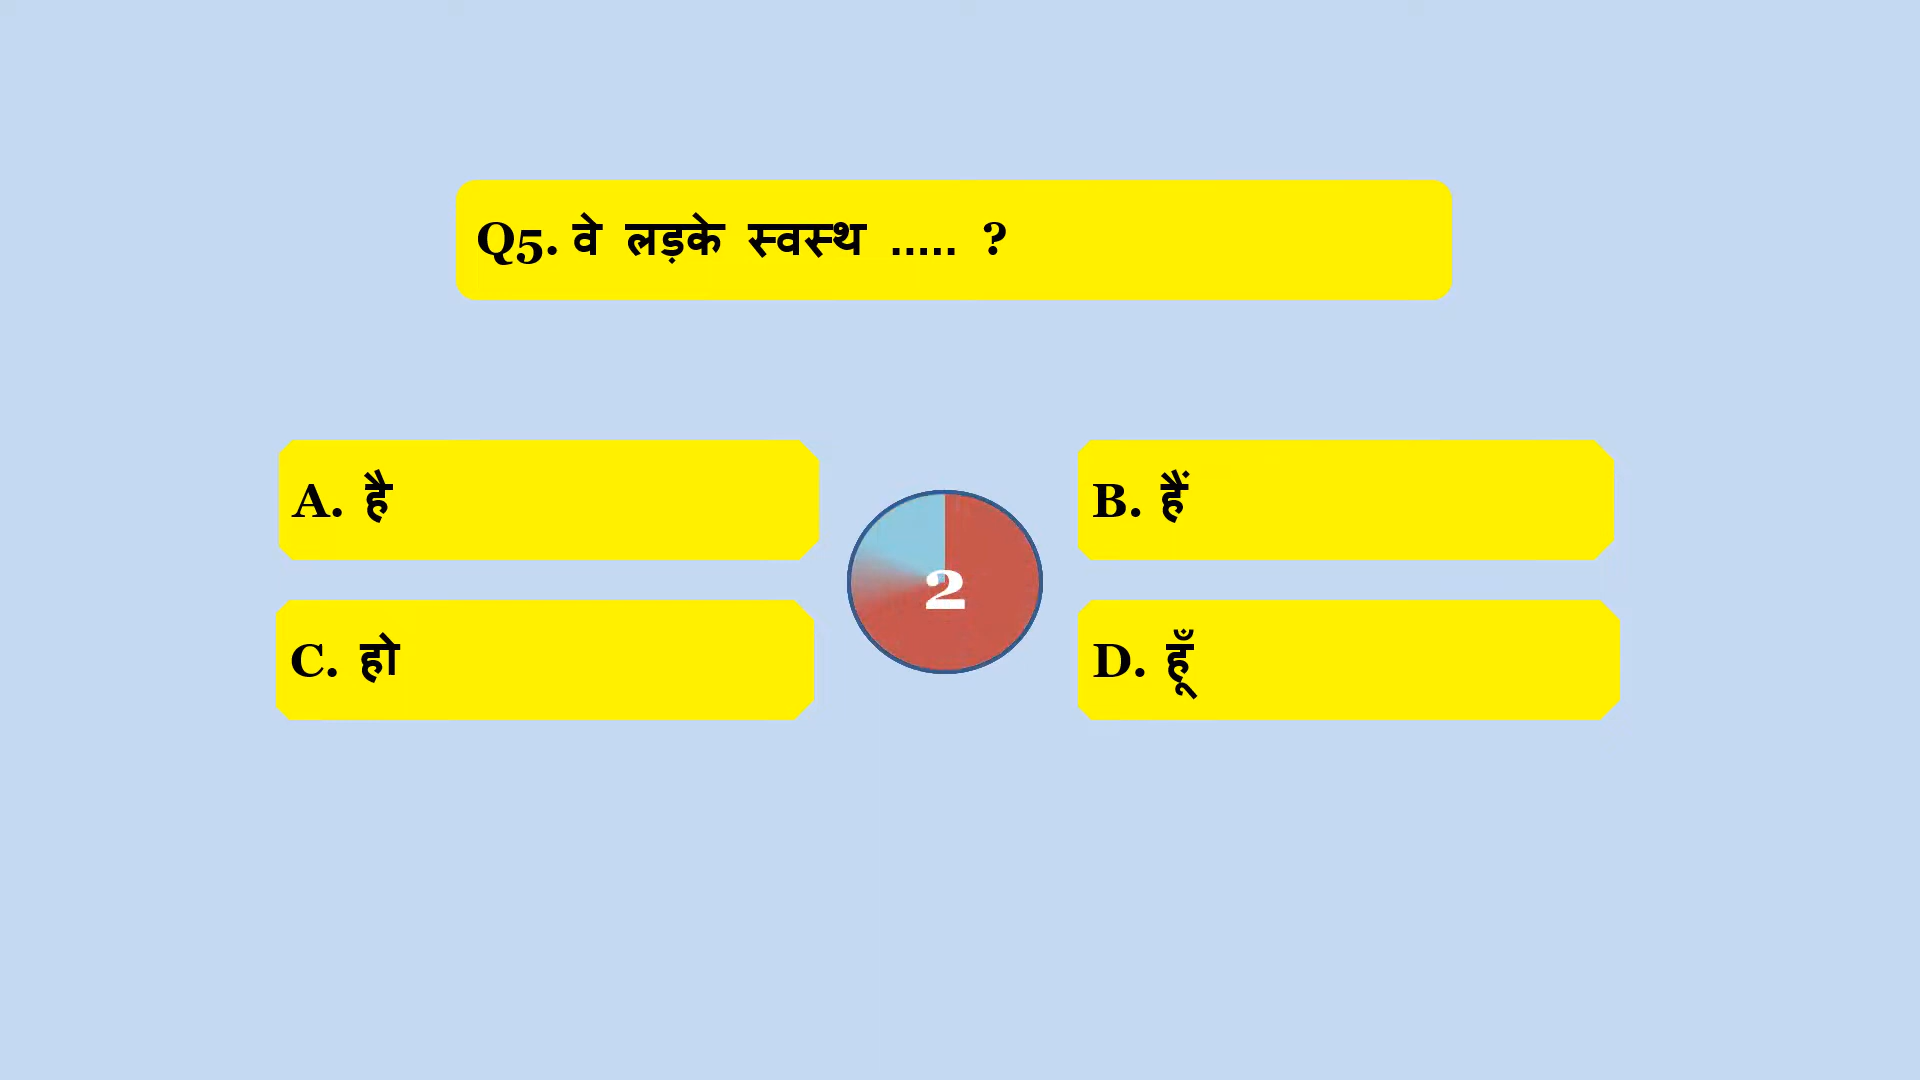 Q5. वे लड़के स्वस्थ ..... ?
A. है
B. हैं
2
C. हो
D. हूँ